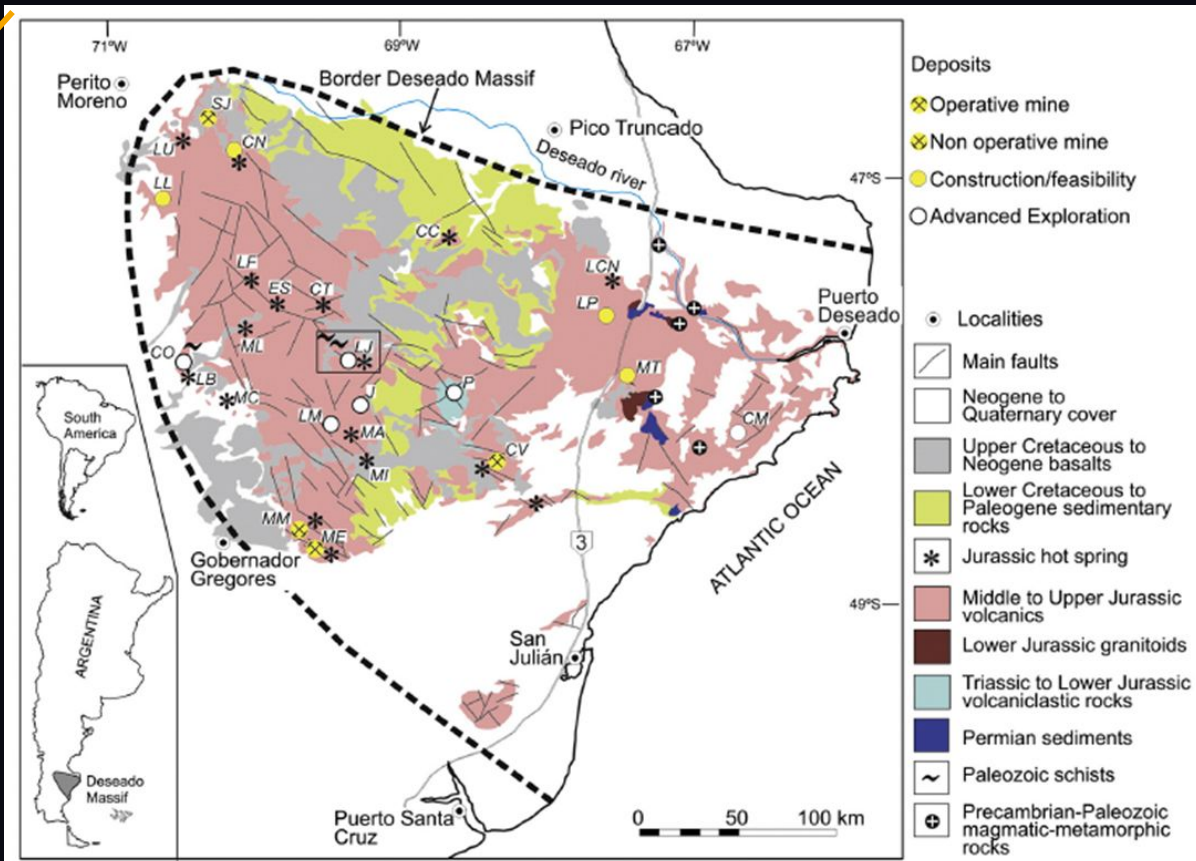 71ºW
69ºW
67ºW
Perito
Moreno
Border Deseado Massif
SJ
Pico Truncado
LU
CN
Deseado river
47ºS
LL
CC
LF
LCN
ES
CT
LP
Puerto
Deseado
ML
CO
LJ
LB
MT
P
MC
J
LM
CM
MA
CV
MI
MM
ME
Gobernador
Gregores
3
ATLANTIC OCEAN
49ºS
San
Julián
Puerto Santa
Cruz
0 50 100 km
South
America
ARGENTINA
Deseado
Massif
Deposits
Operative mine
Non operative mine
Construction/feasibility
Advanced Exploration
Localities
Main faults
Neogene to
Quaternary cover
Upper Cretaceous to
Neogene basalts
Lower Cretaceous to
Paleogene sedimentary
rocks
Jurassic hot spring
Middle to Upper Jurassic
volcanics
Lower Jurassic granitoids
Triassic to Lower Jurassic
volcaniclastic rocks
Permian sediments
Paleozoic schists
Precambrian-Paleozoic
magmatic-metamorphic
rocks